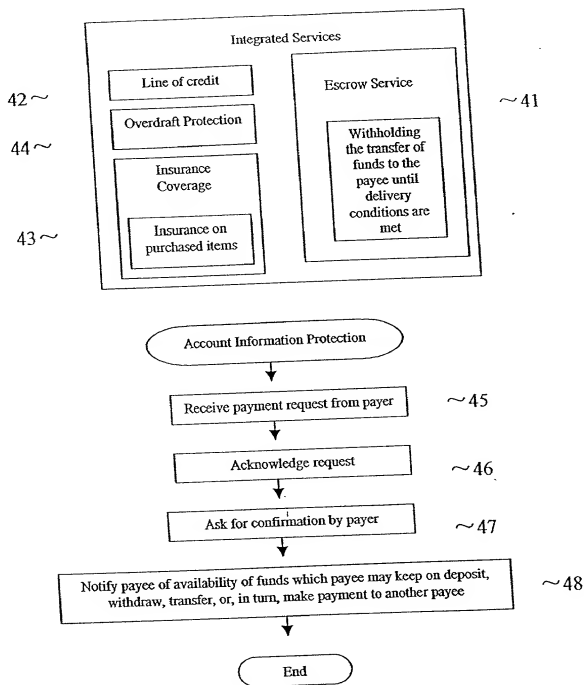 Integrated Services
42~
Line of credit
44~
Overdraft Protection
Insurance
Coverage
43~
Insurance on
purchased items
Escrow Service
~41
Withholding
the transfer of
funds to the
payee until
delivery
conditions are
met
Account Information Protection
Receive payment request from payer
~45
Acknowledge request
~46
Ask for confirmation by payer
~47
Notify payee of availability of funds which payee may keep on deposit,
withdraw, transfer, or, in turn, make payment to another payee
~48
End